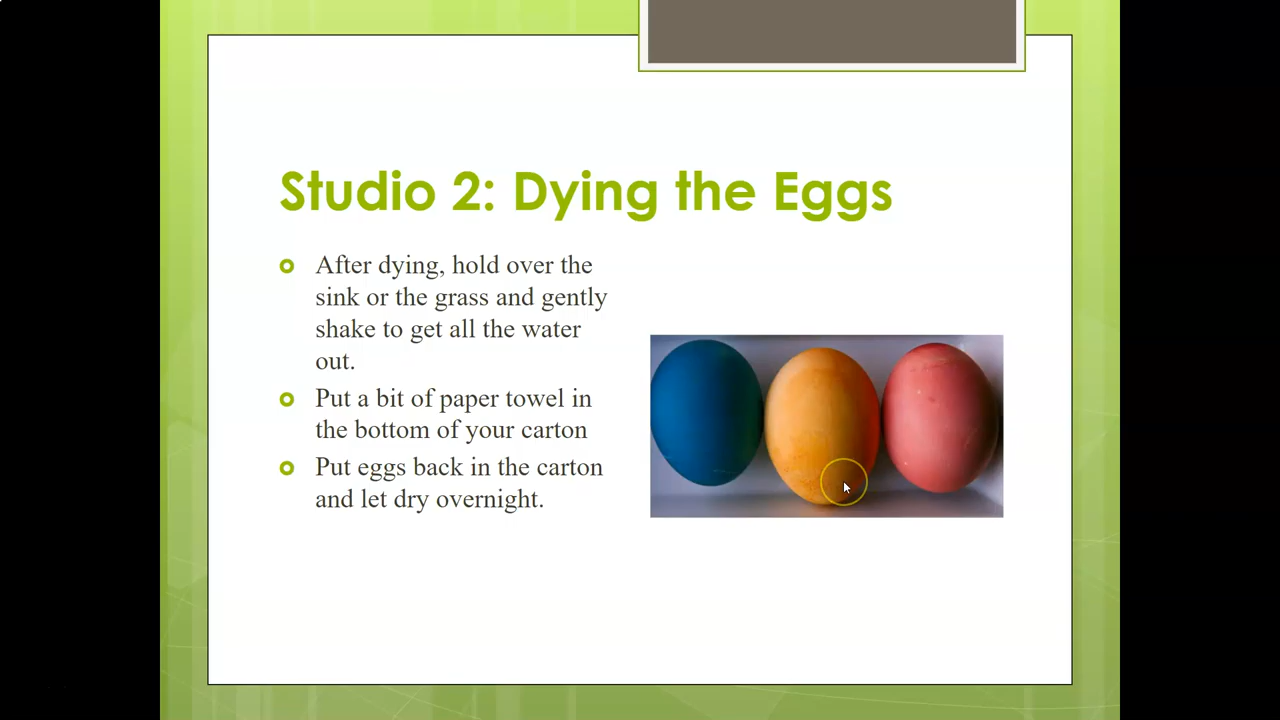 Studio 2: Dying the Eggs
After dying, hold over the
sink or the grass and gently
shake to get all the water
out.
Put a bit of paper towel in
the bottom of your carton
Put eggs back in the carton
and let dry overnight.